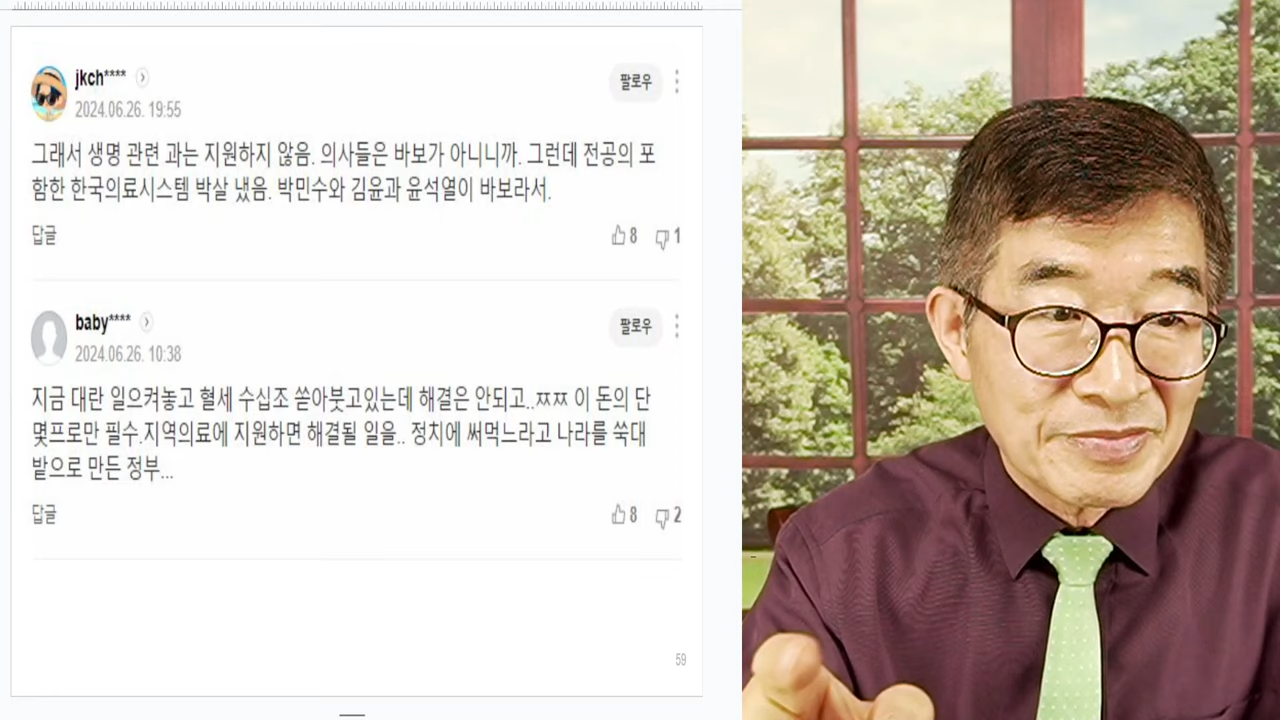 jkch****
팔로우
2024.06.26. 19:55
그래서 생명 관련 과는 지원하지 않음. 의사들은 바보가 아니니까. 그런데 전공의 포
함한 한국의료시스템 박살 냈음. 박민수와 김윤과 윤석열이 바보라서.
답글
8
1
baby****
팔로우
2024.06.26. 10:38
지금 대란 일으켜놓고 혈세 수십조 쏟아붓고있는데 해결은 안되고..ㅉㅉ 이 돈의 단
몇프로만 필수.지역의료에 지원하면 해결될 일을.. 정치에 써먹느라고 나라를 쑥대
밭으로 만든 정부...
답글
8
2
59